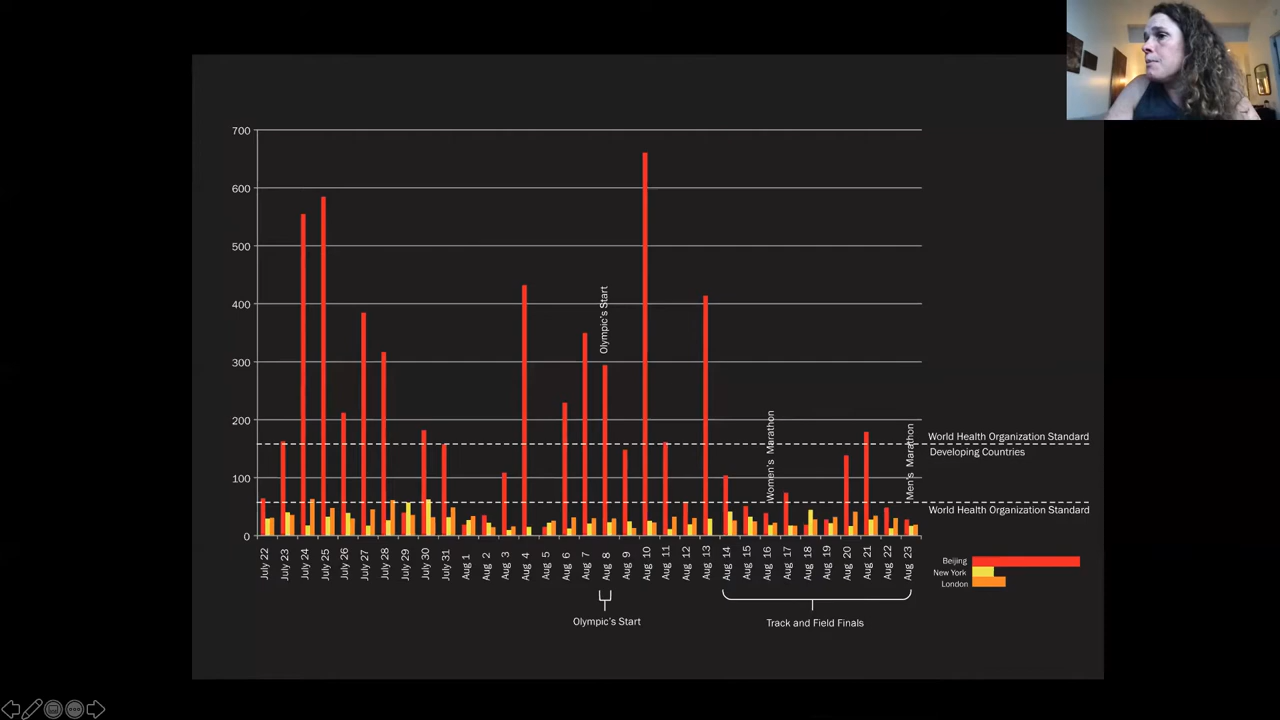 700
600
500
400
300
200
100
0
Olympic's Start
Women's Marathon
Men's Marathon
World Health Organization Standard
Developing Countries
World Health Organization Standard
July 22
July 23
July 24
July 25
July 26
July 27
July 28
July 29
July 30
July 31
Aug 1
Aug 2
Aug 3
Aug 4
Aug 5
Aug 6
Aug 7
Aug 8
Aug 9
Aug 10
Aug 11
Aug 12
Aug 13
Aug 14
Aug 15
Aug 16
Aug 17
Aug 18
Aug 19
Aug 20
Aug 21
Aug 22
Aug 23
Beijing
New York
London
Olympic's Start
Track and Field Finals